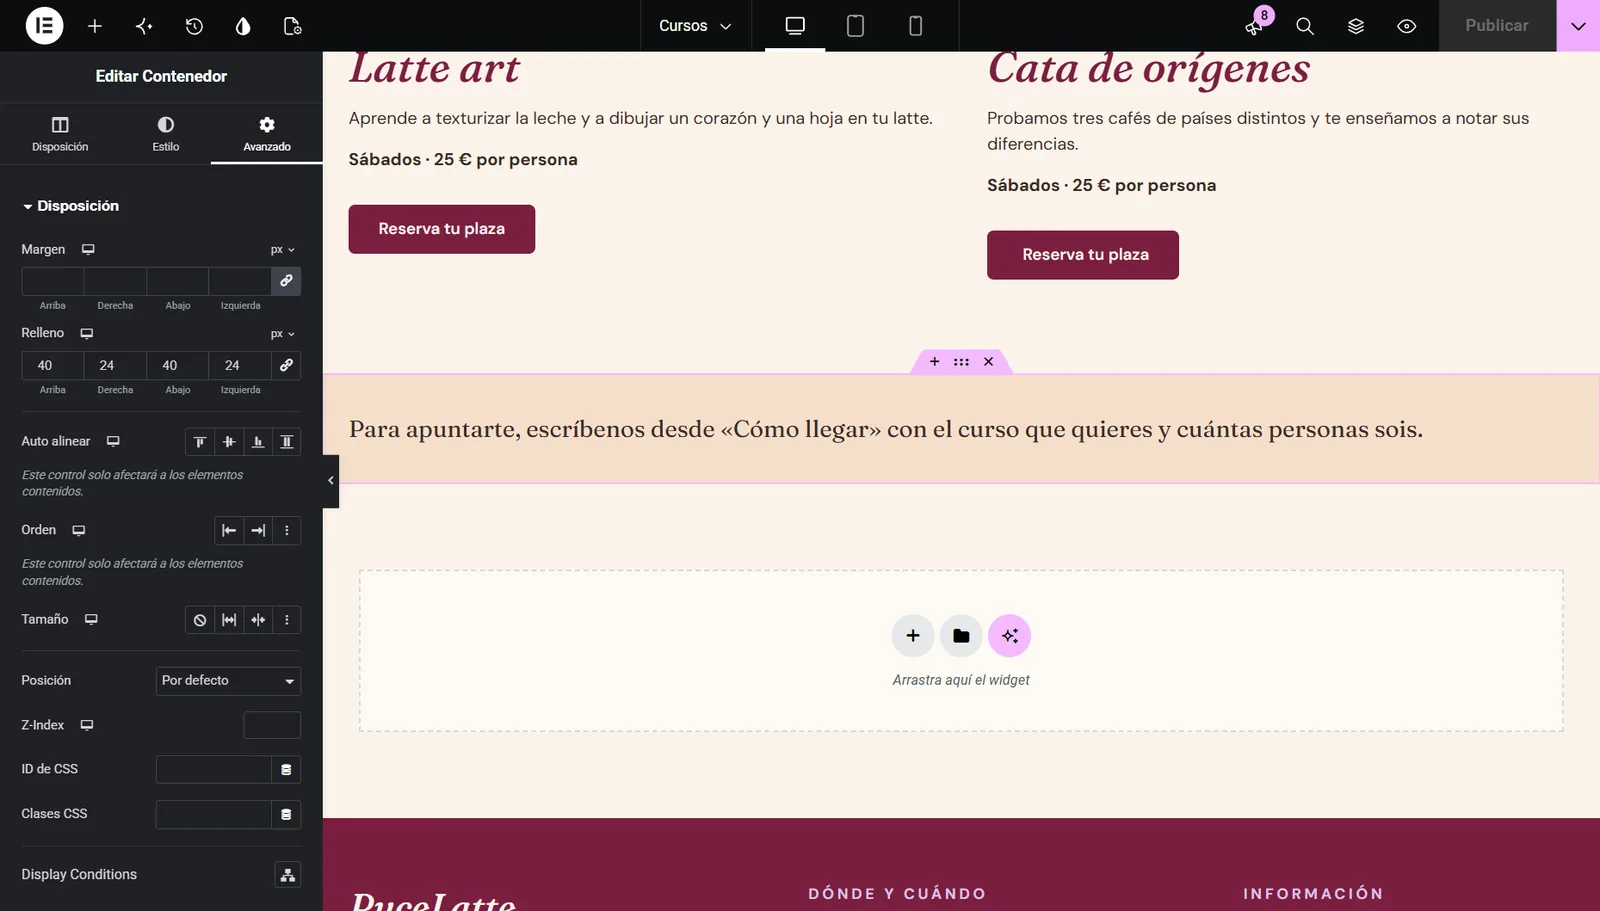 Cursos
8
Publicar
Editar Contenedor
Disposición
Estilo
Avanzado
Disposición
Margen
px
Arriba
Derecha
Abajo
Izquierda
Relleno
px
40
24
40
24
Arriba
Derecha
Abajo
Izquierda
Auto alinear
Este control solo afectará a los elementos
contenidos.
Orden
Este control solo afectará a los elementos
contenidos.
Tamaño
Posición
Por defecto
Z-Index
ID de CSS
Clases CSS
Display Conditions
Latte art
Aprende a texturizar la leche y a dibujar un corazón y una hoja en tu latte.
Sábados · 25 € por persona
Reserva tu plaza
Cata de orígenes
Probamos tres cafés de países distintos y te enseñamos a notar sus
diferencias.
Sábados · 25 € por persona
Reserva tu plaza
Para apuntarte, escríbenos desde «Cómo llegar» con el curso que quieres y cuántas personas sois.
Arrastra aquí el widget
PuceLatte
DÓNDE Y CUÁNDO
INFORMACIÓN